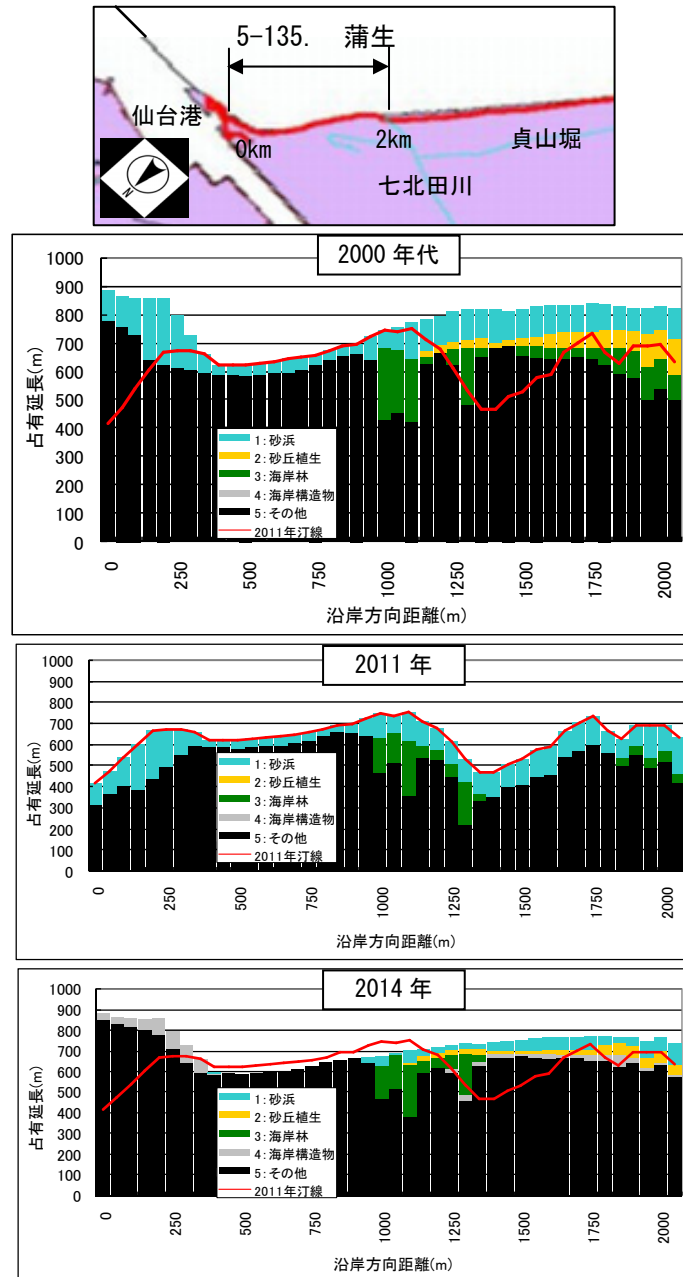 5-135. 蒲生
仙台港
0km
2km
貞山堀
七北田川
N
2000 年代
占有延長(m)
1000
900
800
700
600
500
400
300
200
100
0
1:砂浜
2:砂丘植生
3:海岸林
4:海岸構造物
5:その他
2011年汀線
0
250
500
750
1000
1250
1500
1750
2000
沿岸方向距離(m)
2011 年
占有延長(m)
1000
900
800
700
600
500
400
300
200
100
0
1:砂浜
2:砂丘植生
3:海岸林
4:海岸構造物
5:その他
2011年汀線
0
250
500
750
1000
1250
1500
1750
2000
沿岸方向距離(m)
2014 年
占有延長(m)
1000
900
800
700
600
500
400
300
200
100
0
1:砂浜
2:砂丘植生
3:海岸林
4:海岸構造物
5:その他
2011年汀線
0
250
500
750
1000
1250
1500
1750
2000
沿岸方向距離(m)